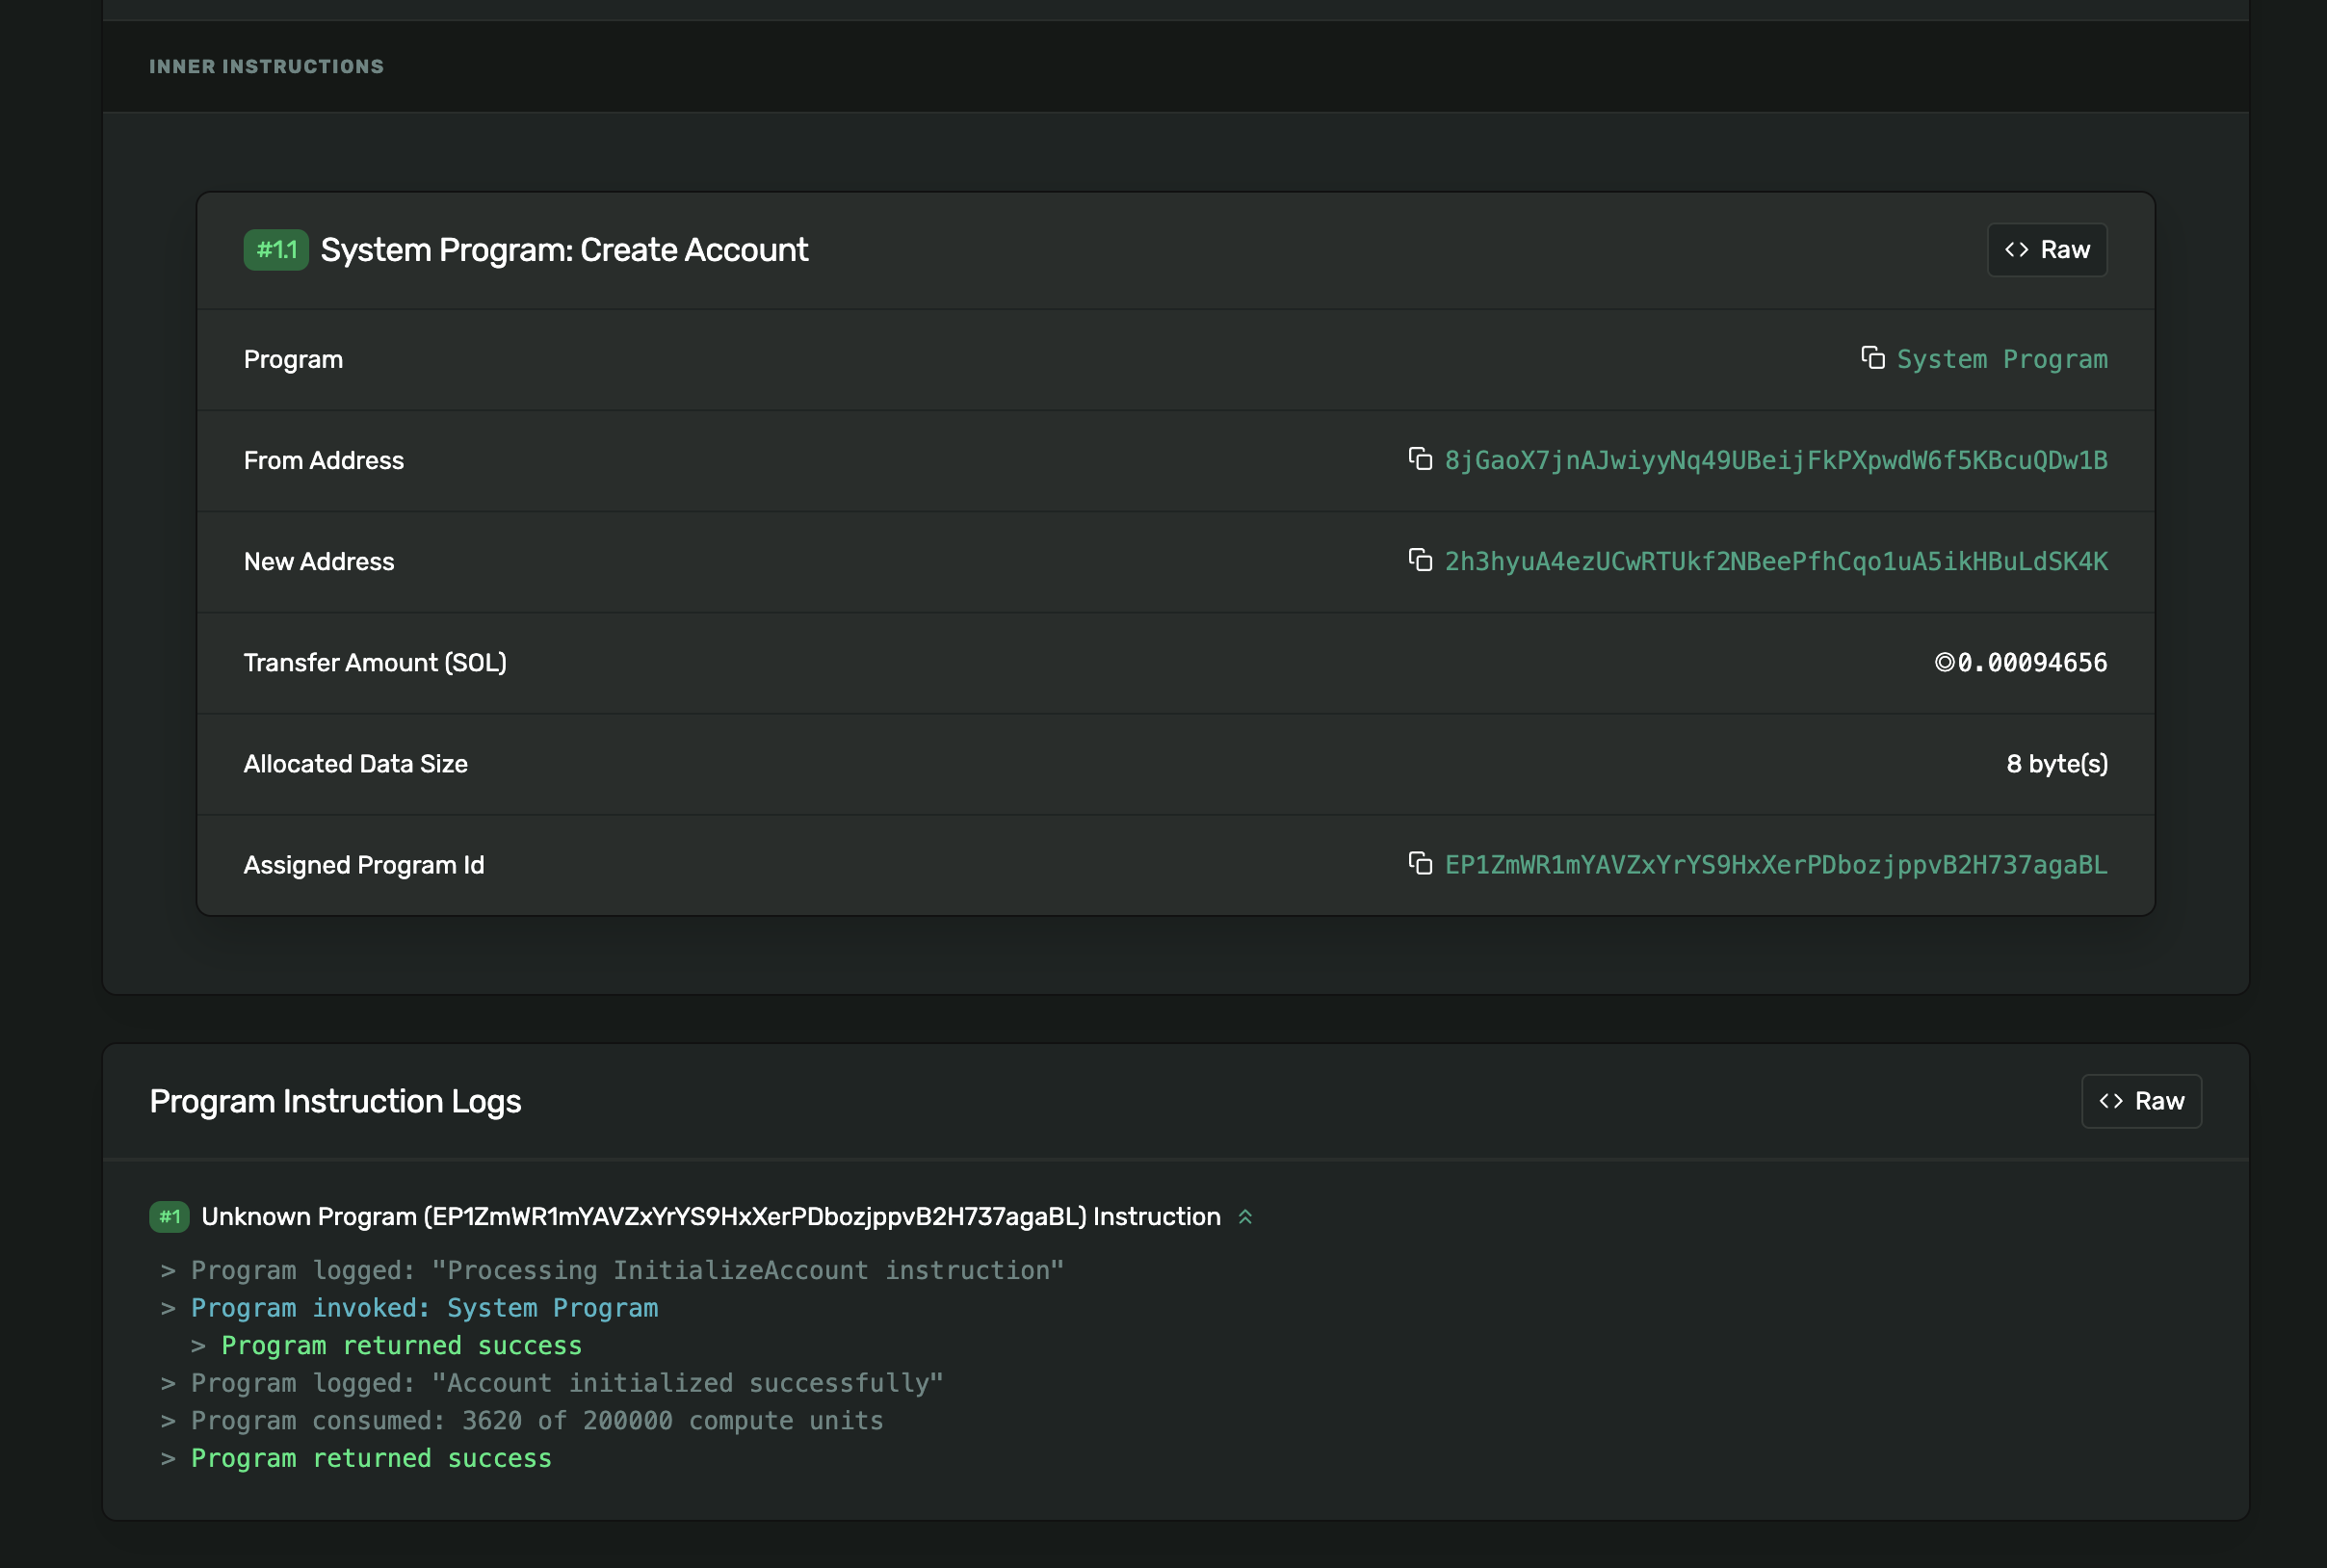 INNER INSTRUCTIONS
#1.1 System Program: Create Account
Raw
Program
System Program
From Address
8jGaoX7jnAJwiyyNq49UBeijFkPXpwdW6f5KBcuQDw1B
New Address
2h3hyuA4ezUCwRTUkf2NBeePfhCqo1uA5ikHBuLdSK4K
Transfer Amount (SOL)
◎0.00094656
Allocated Data Size
8 byte(s)
Assigned Program Id
EP1ZmWR1mYAVZxYrYS9HxXerPDbozjppvB2H737agaBL
Program Instruction Logs
Raw
#1 Unknown Program (EP1ZmWR1mYAVZxYrYS9HxXerPDbozjppvB2H737agaBL) Instruction
> Program logged: "Processing InitializeAccount instruction"
> Program invoked: System Program
> Program returned success
> Program logged: "Account initialized successfully"
> Program consumed: 3620 of 200000 compute units
> Program returned success